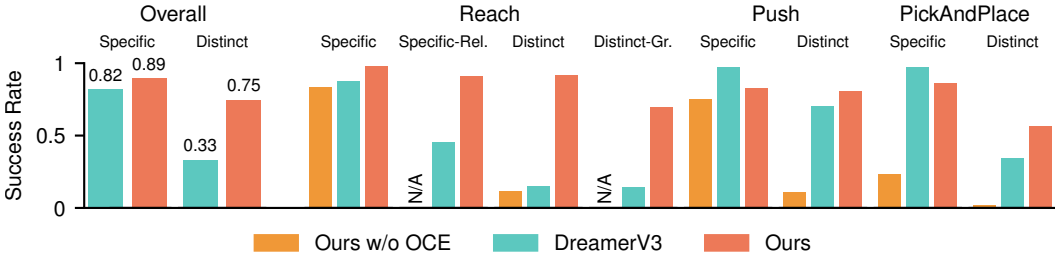 Overall Reach Push PickAndPlace
Specific Distinct Specific Specific-Rel. Distinct Distinct-Gr. Specific Distinct Specific Distinct
Success Rate
1
0.5
0
0.82 0.89 0.33 0.75
N/A N/A
Ours w/o OCE DreamerV3 Ours